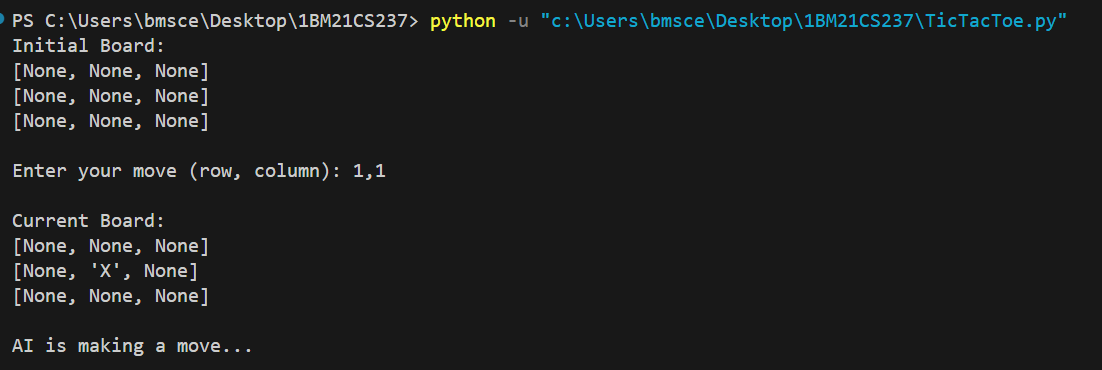 PS C:\Users\bmsce\Desktop\1BM21CS237> python -u "c:\Users\bmsce\Desktop\1BM21CS237\TicTacToe.py"
Initial Board:
[None, None, None]
[None, None, None]
[None, None, None]
Enter your move (row, column): 1,1
Current Board:
[None, None, None]
[None, 'X', None]
[None, None, None]
AI is making a move...